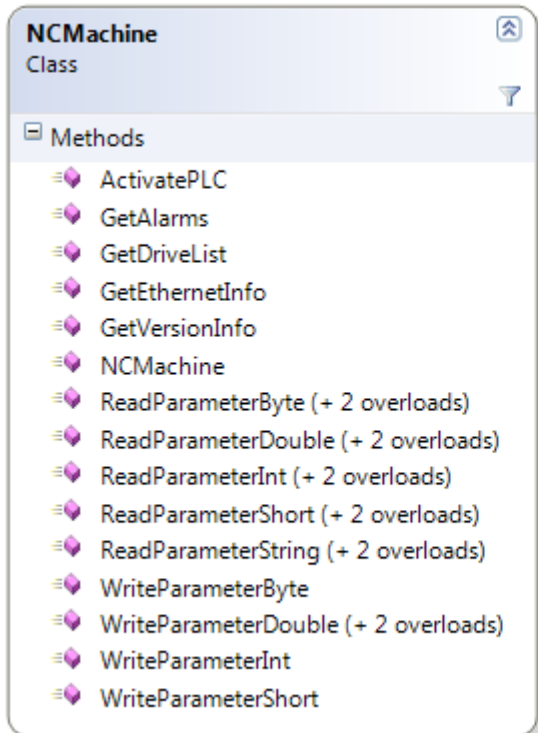 NCMachine
Class
Methods
ActivatePLC
GetAlarms
GetDriveList
GetEthernetInfo
GetVersionInfo
NCMachine
ReadParameterByte (+ 2 overloads)
ReadParameterDouble (+ 2 overloads)
ReadParameterInt (+ 2 overloads)
ReadParameterShort (+ 2 overloads)
ReadParameterString (+ 2 overloads)
WriteParameterByte
WriteParameterDouble (+ 2 overloads)
WriteParameterInt
WriteParameterShort